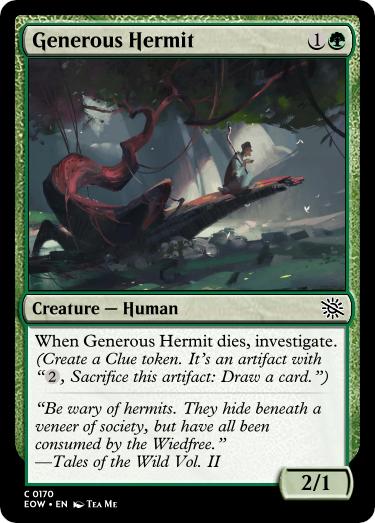 Generous Hermit 1
Creature — Human
When Generous Hermit dies, investigate.
(Create a Clue token. It's an artifact with
“2, Sacrifice this artifact: Draw a card.”)
“Be wary of hermits. They hide beneath a
veneer of society, but have all been
consumed by the Wiedfree.”
—Tales of the Wild Vol. II
2/1
C 0170
EOW • EN Tea Me